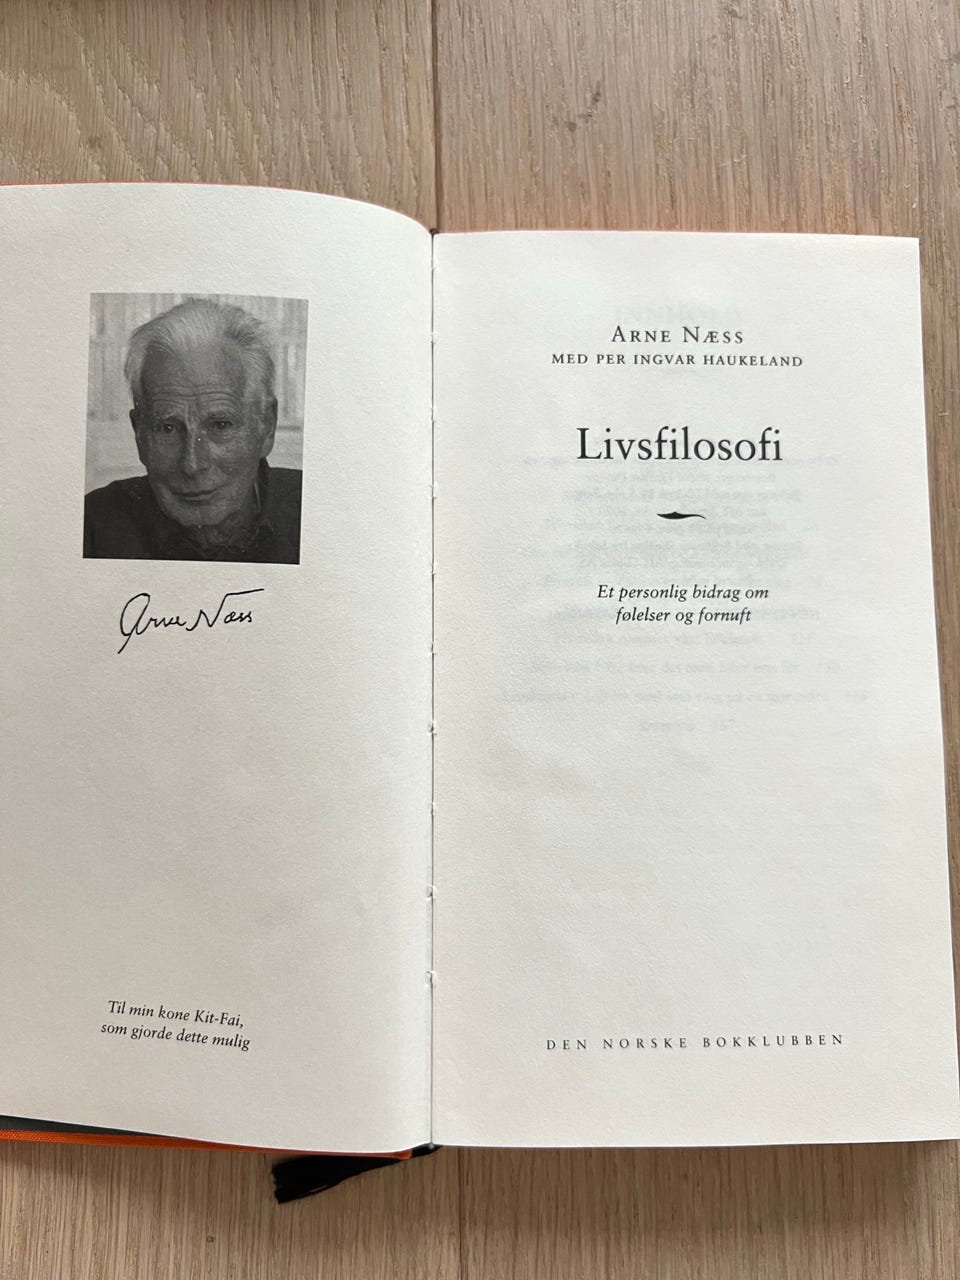 Arne Næss
Til min kone Kit-Fai,
som gjorde dette mulig
ARNE NÆSS
MED PER INGVAR HAUKELAND
Livsfilosofi
Et personlig bidrag om
følelser og fornuft
DEN NORSKE BOKKLUBBEN